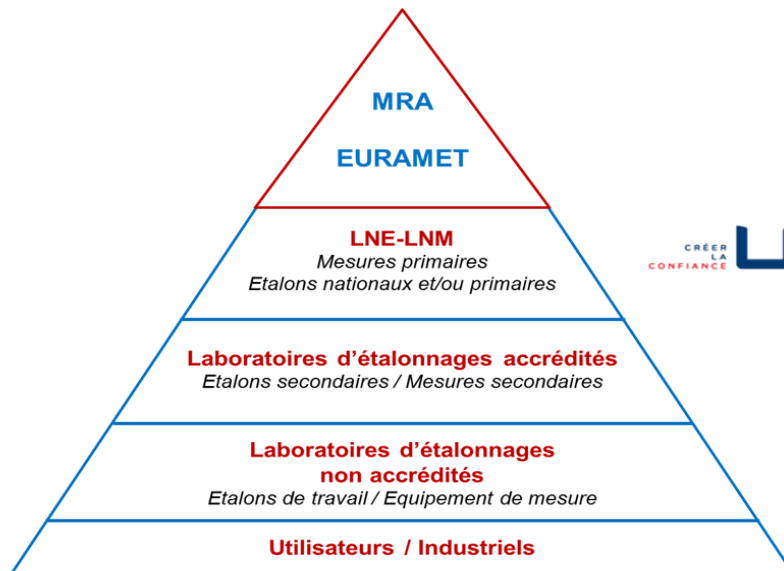 MRA
EURAMET
LNE-LNM
Mesures primaires
Etalons nationaux et/ou primaires
CRÉER
LA
CONFIANCE
Laboratoires d'étalonnages accrédités
Etalons secondaires / Mesures secondaires
Laboratoires d'étalonnages
non accrédités
Etalons de travail / Equipement de mesure
Utilisateurs / Industriels